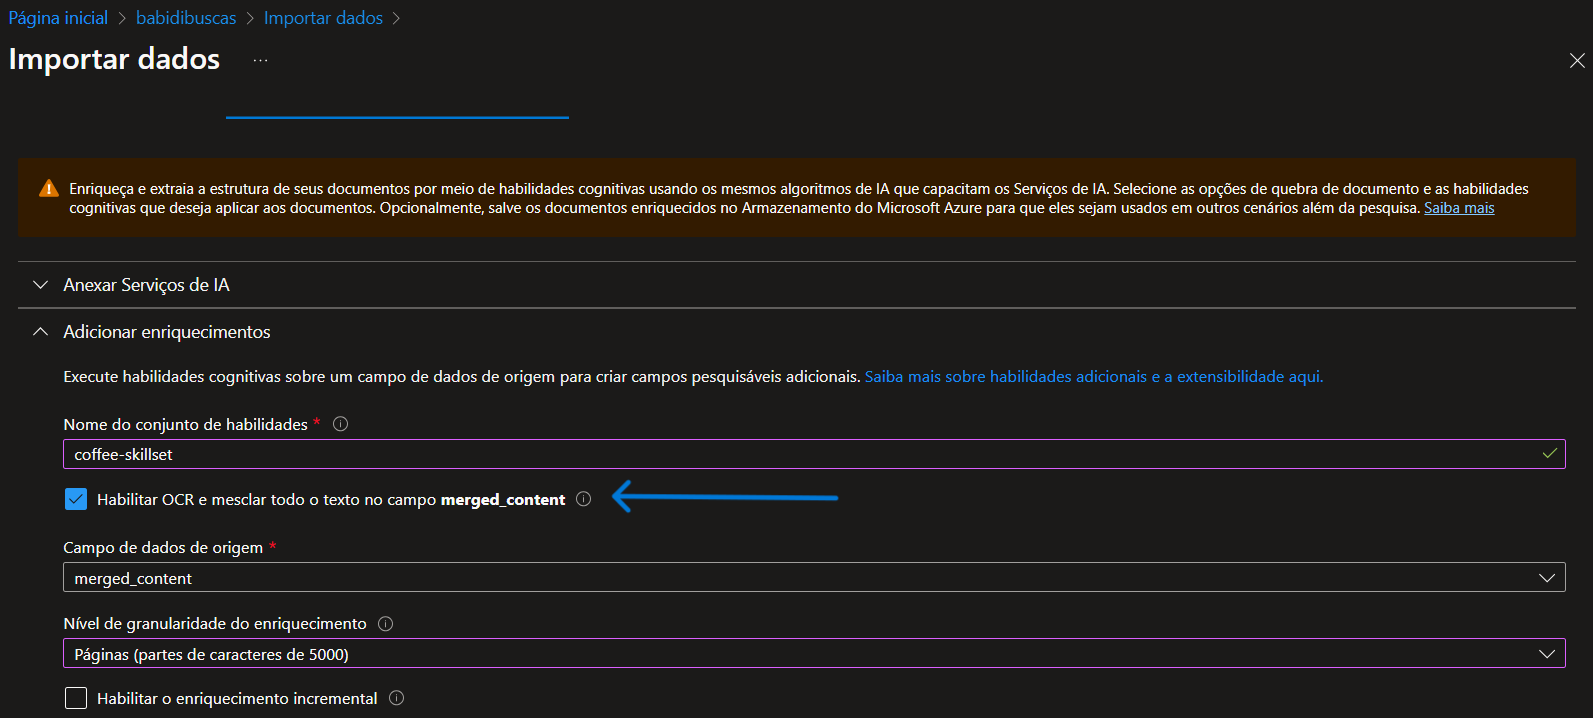 Página inicial > babidibuscas > Importar dados >
Importar dados ...
Enriqueça e extraia a estrutura de seus documentos por meio de habilidades cognitivas usando os mesmos algoritmos de IA que capacitam os Serviços de IA. Selecione as opções de quebra de documento e as habilidades
cognitivas que deseja aplicar aos documentos. Opcionalmente, salve os documentos enriquecidos no Armazenamento do Microsoft Azure para que eles sejam usados em outros cenários além da pesquisa. Saiba mais
Anexar Serviços de IA
Adicionar enriquecimentos
Execute habilidades cognitivas sobre um campo de dados de origem para criar campos pesquisáveis adicionais. Saiba mais sobre habilidades adicionais e a extensibilidade aqui.
Nome do conjunto de habilidades *
coffee-skillset
Habilitar OCR e mesclar todo o texto no campo merged_content
Campo de dados de origem *
merged_content
Nível de granularidade do enriquecimento
Páginas (partes de caracteres de 5000)
Habilitar o enriquecimento incremental